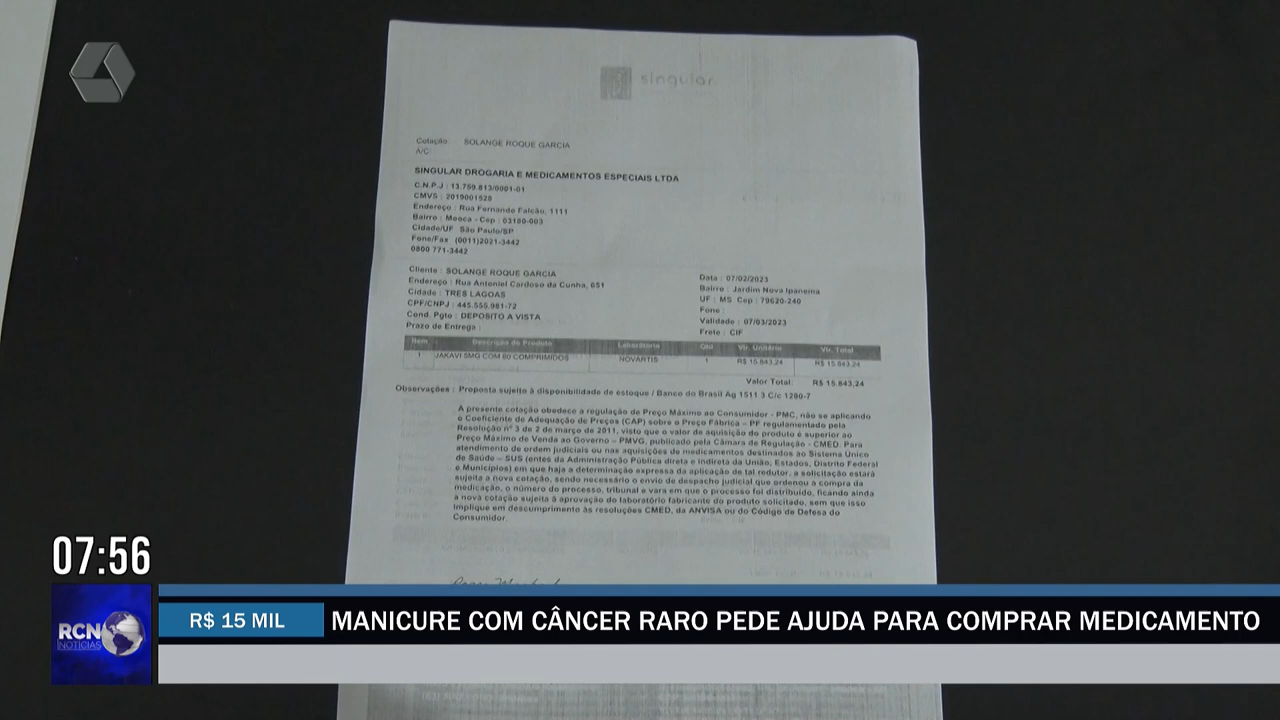 singular.
Cotação SOLANGE ROQUE GARCIA
A/C:
SINGULAR DROGARIA E MEDICAMENTOS ESPECIAIS LTDA
C.N.P.J : 13.759.813/0001-01
CMVS : 2019001528
Endereço : Rua Fernando Falcão, 1111
Bairro : Mooca - Cep : 03180-003
Cidade/UF São Paulo/SP
Fone/Fax (0011)2021-3442
0800 771-3442
Cliente : SOLANGE ROQUE GARCIA
Endereço : Rua Antoniel Cardoso da Cunha, 651
Cidade : TRES LAGOAS
CPF/CNPJ : 445.555.981-72
Cond. Pgto : DEPOSITO A VISTA
Prazo de Entrega :
Data : 07/02/2023
Bairro : Jardim Nova Ipanema
UF : MS Cep : 79620-240
Fone :
Validade : 07/03/2023
Frete : CIF
Item Descrição do Produto Laboratório Qtd Vlr. Unitário Vlr. Total
1 JAKAVI 5MG COM 60 COMPRIMIDOS NOVARTIS 1 R$ 15.843,24 R$ 15.843,24
Valor Total: R$ 15.843,24
Observações : Proposta sujeito à disponibilidade de estoque / Banco do Brasil Ag 1511 3 C/c 1280-7
A presente cotação obedece a regulação de Preço Máximo ao Consumidor - PMC, não se aplicando
o Coeficiente de Adequação de Preços (CAP) sobre o Preço Fábrica – PF regulamentado pela
Resolução nº 3 de 2 de março de 2011, visto que o valor de aquisição do produto é superior ao
Preço Máximo de Venda ao Governo – PMVG, publicado pela Câmara de Regulação - CMED. Para
atendimento de ordem judiciais ou nas aquisições de medicamentos destinados ao Sistema Único
de Saúde – SUS (entes da Administração Pública direta e indireta da União, Estados, Distrito Federal
e Municípios) em que haja a determinação expressa da aplicação de tal redutor, a solicitação estará
sujeita a nova cotação, sendo necessário o envio de despacho judicial que ordenou a compra da
medicação, o número do processo, tribunal e vara em que o processo foi distribuído, ficando ainda
a nova cotação sujeita à aprovação do laboratório fabricante do produto solicitado, sem que isso
implique em descumprimento às resoluções CMED, da ANVISA ou do Código de Defesa do
Consumidor.
07:56
RCN
NOTÍCIAS
R$ 15 MIL
MANICURE COM CÂNCER RARO PEDE AJUDA PARA COMPRAR MEDICAMENTO